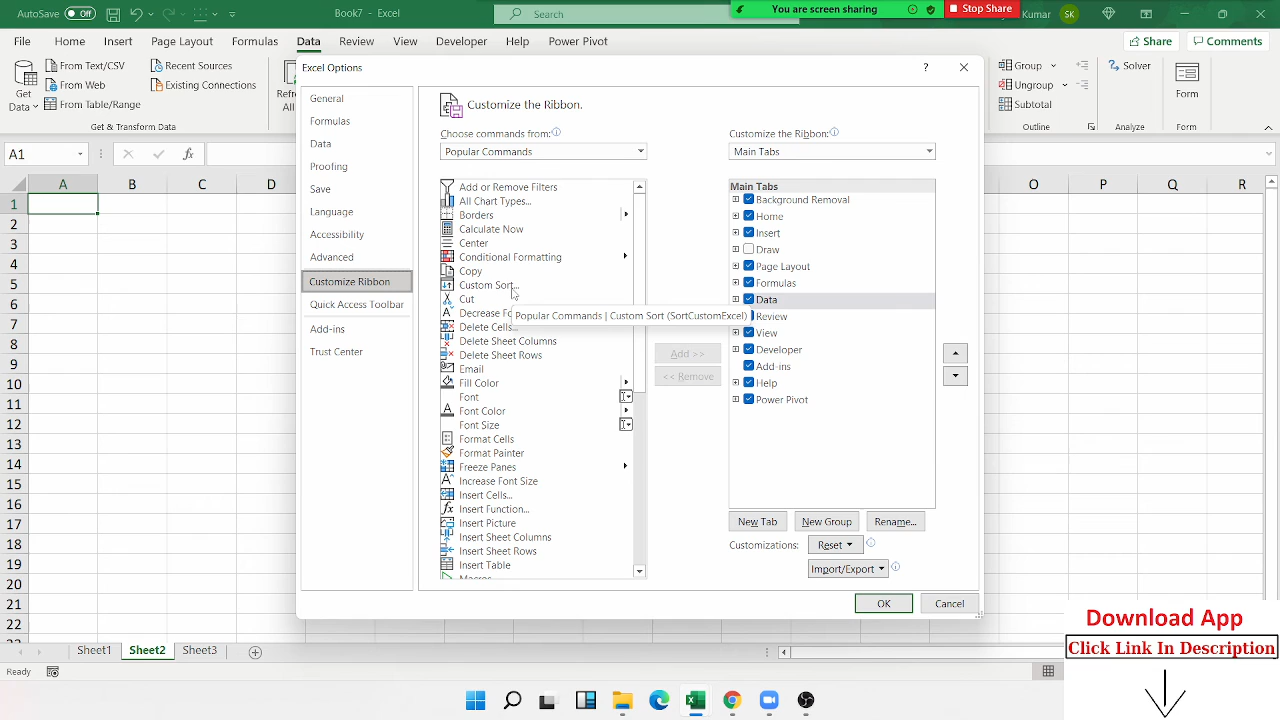 AutoSave Off Book7 - Excel Search You are screen sharing Stop Share Kumar SK
File Home Insert Page Layout Formulas Data Review View Developer Help Power Pivot Share Comments
Get Data
From Text/CSV
From Web
From Table/Range
Recent Sources
Existing Connections
Get & Transform Data
Refre
All
Group
Ungroup
Subtotal
Outline
Solver
Analyze
Form
Form
A1 fx
A B C D O P Q R
1
2
3
4
5
6
7
8
9
10
11
12
13
14
15
16
17
18
19
20
21
22
Excel Options ?
General
Formulas
Data
Proofing
Save
Language
Accessibility
Advanced
Customize Ribbon
Quick Access Toolbar
Add-ins
Trust Center
Customize the Ribbon.
Choose commands from:
Popular Commands
Add or Remove Filters
All Chart Types...
Borders
Calculate Now
Center
Conditional Formatting
Copy
Custom Sort...
Cut
Popular Commands | Custom Sort (SortCustomExcel)
Decrease Fo
Delete Cells...
Delete Sheet Columns
Delete Sheet Rows
Email
Fill Color
Font
Font Color
Font Size
Format Cells
Format Painter
Freeze Panes
Increase Font Size
Insert Cells...
Insert Function...
Insert Picture
Insert Sheet Columns
Insert Sheet Rows
Insert Table
Macros
Add >>
<< Remove
Customize the Ribbon:
Main Tabs
Main Tabs
Background Removal
Home
Insert
Draw
Page Layout
Formulas
Data
Review
View
Developer
Add-ins
Help
Power Pivot
New Tab New Group Rename...
Customizations: Reset
Import/Export
OK Cancel
Sheet1 Sheet2 Sheet3
Ready
Download App
Click Link In Description